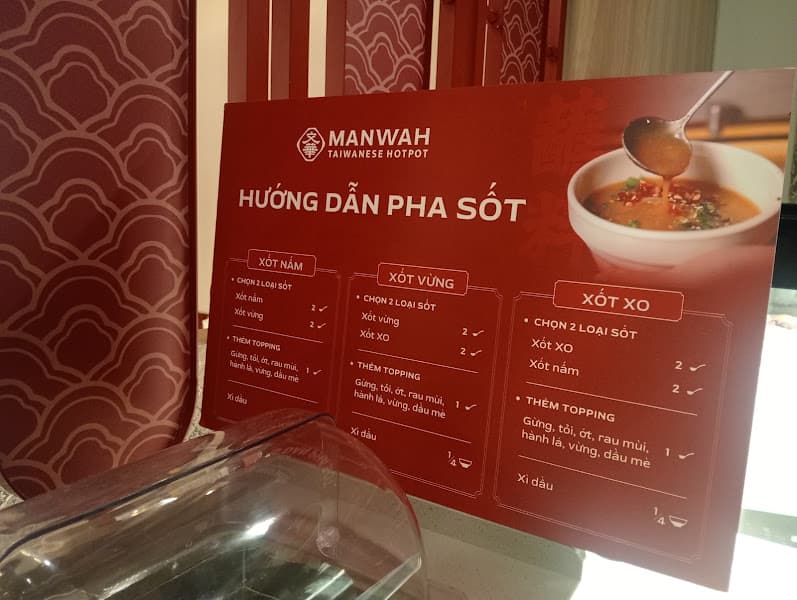 文華
MANWAH
TAIWANESE HOTPOT
HƯỚNG DẪN PHA SỐT
XỐT NẤM
• CHỌN 2 LOẠI SỐT
Xốt nấm 2
Xốt vừng 2
• THÊM TOPPING
Gừng, tỏi, ớt, rau mùi,
hành lá, vừng, dầu mè 1
Xì dầu
XỐT VỪNG
• CHỌN 2 LOẠI SỐT
Xốt vừng 2
Xốt XO 2
• THÊM TOPPING
Gừng, tỏi, ớt, rau mùi,
hành lá, vừng, dầu mè 1
Xì dầu
1/4
XỐT XO
• CHỌN 2 LOẠI SỐT
Xốt XO 2
Xốt nấm 2
• THÊM TOPPING
Gừng, tỏi, ớt, rau mùi,
hành lá, vừng, dầu mè 1
Xì dầu
1/4